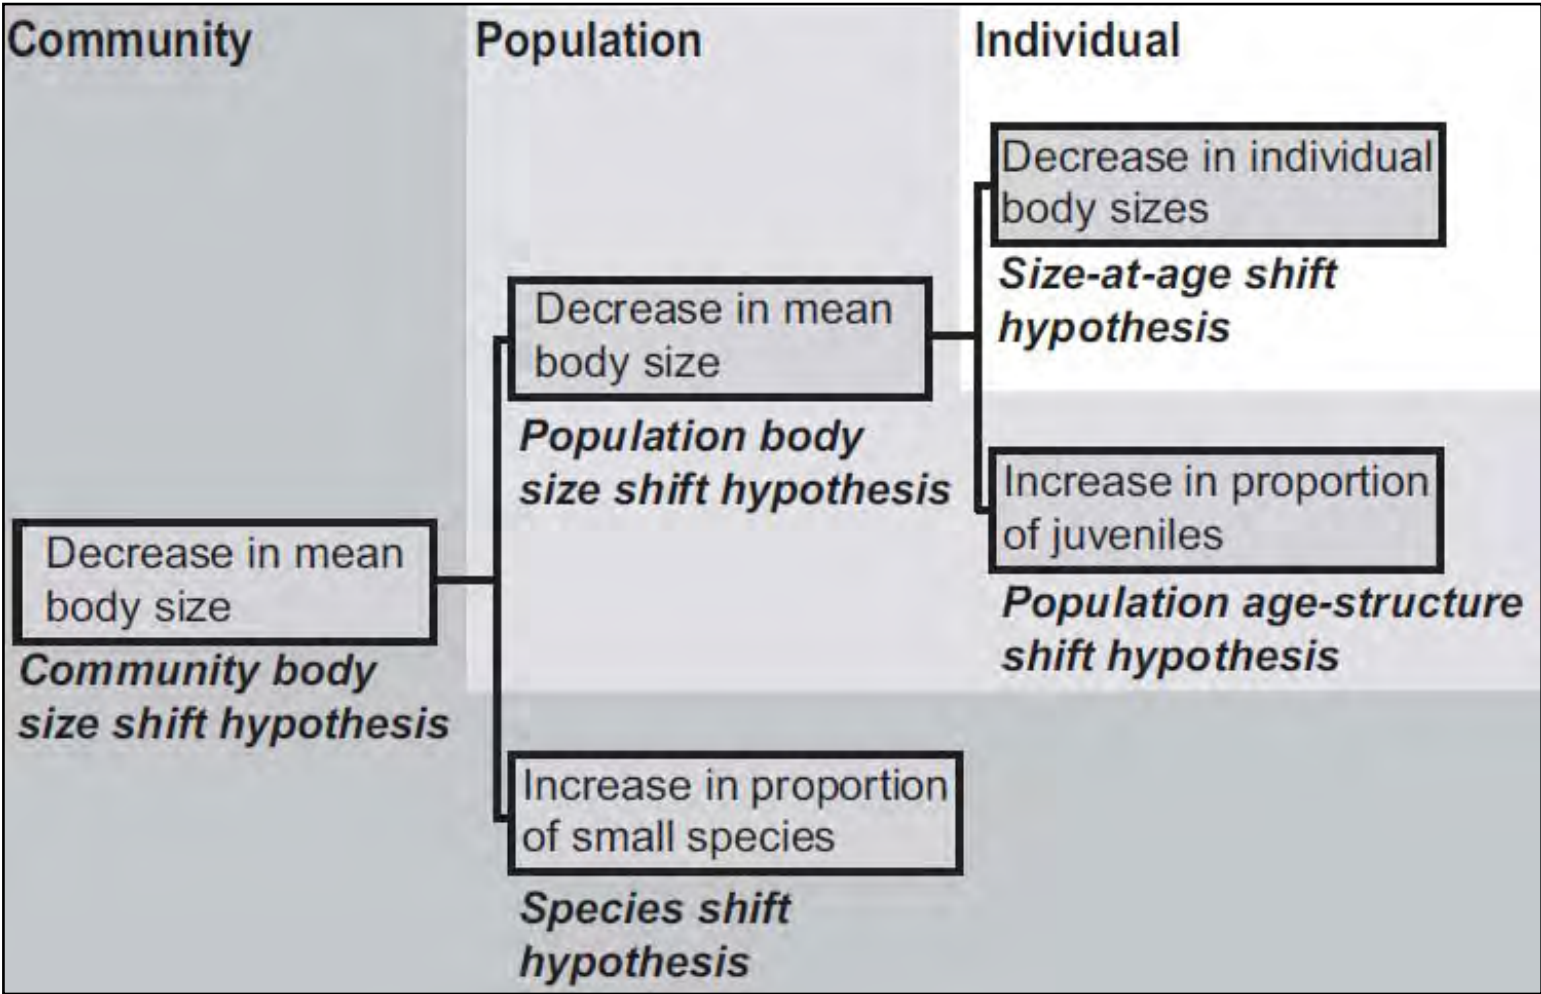 Community
Population
Individual
Decrease in individual
body sizes
Size-at-age shift
hypothesis
Decrease in mean
body size
Population body
size shift hypothesis
Increase in proportion
of juveniles
Population age-structure
shift hypothesis
Decrease in mean
body size
Community body
size shift hypothesis
Increase in proportion
of small species
Species shift
hypothesis